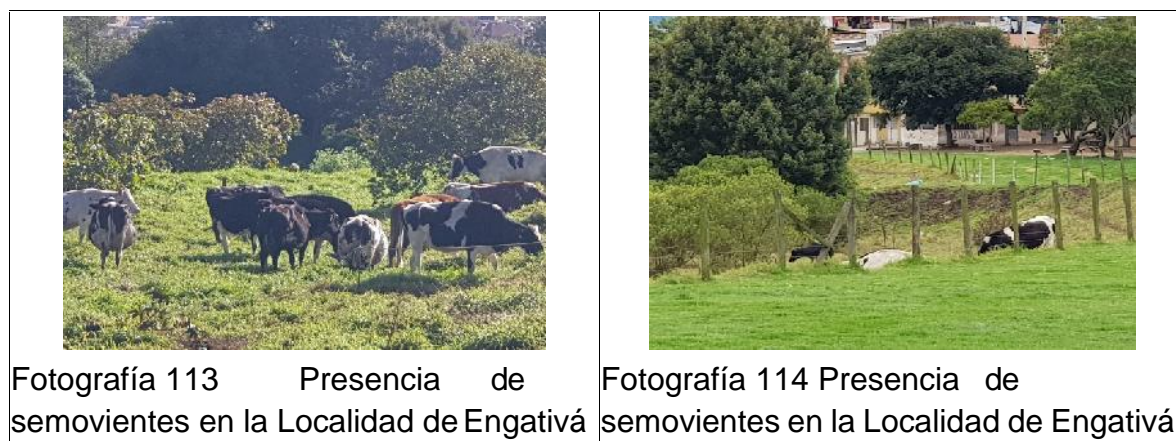 Fotografía 113 Presencia de
semovientes en la Localidad de Engativá
Fotografía 114 Presencia de
semovientes en la Localidad de Engativá